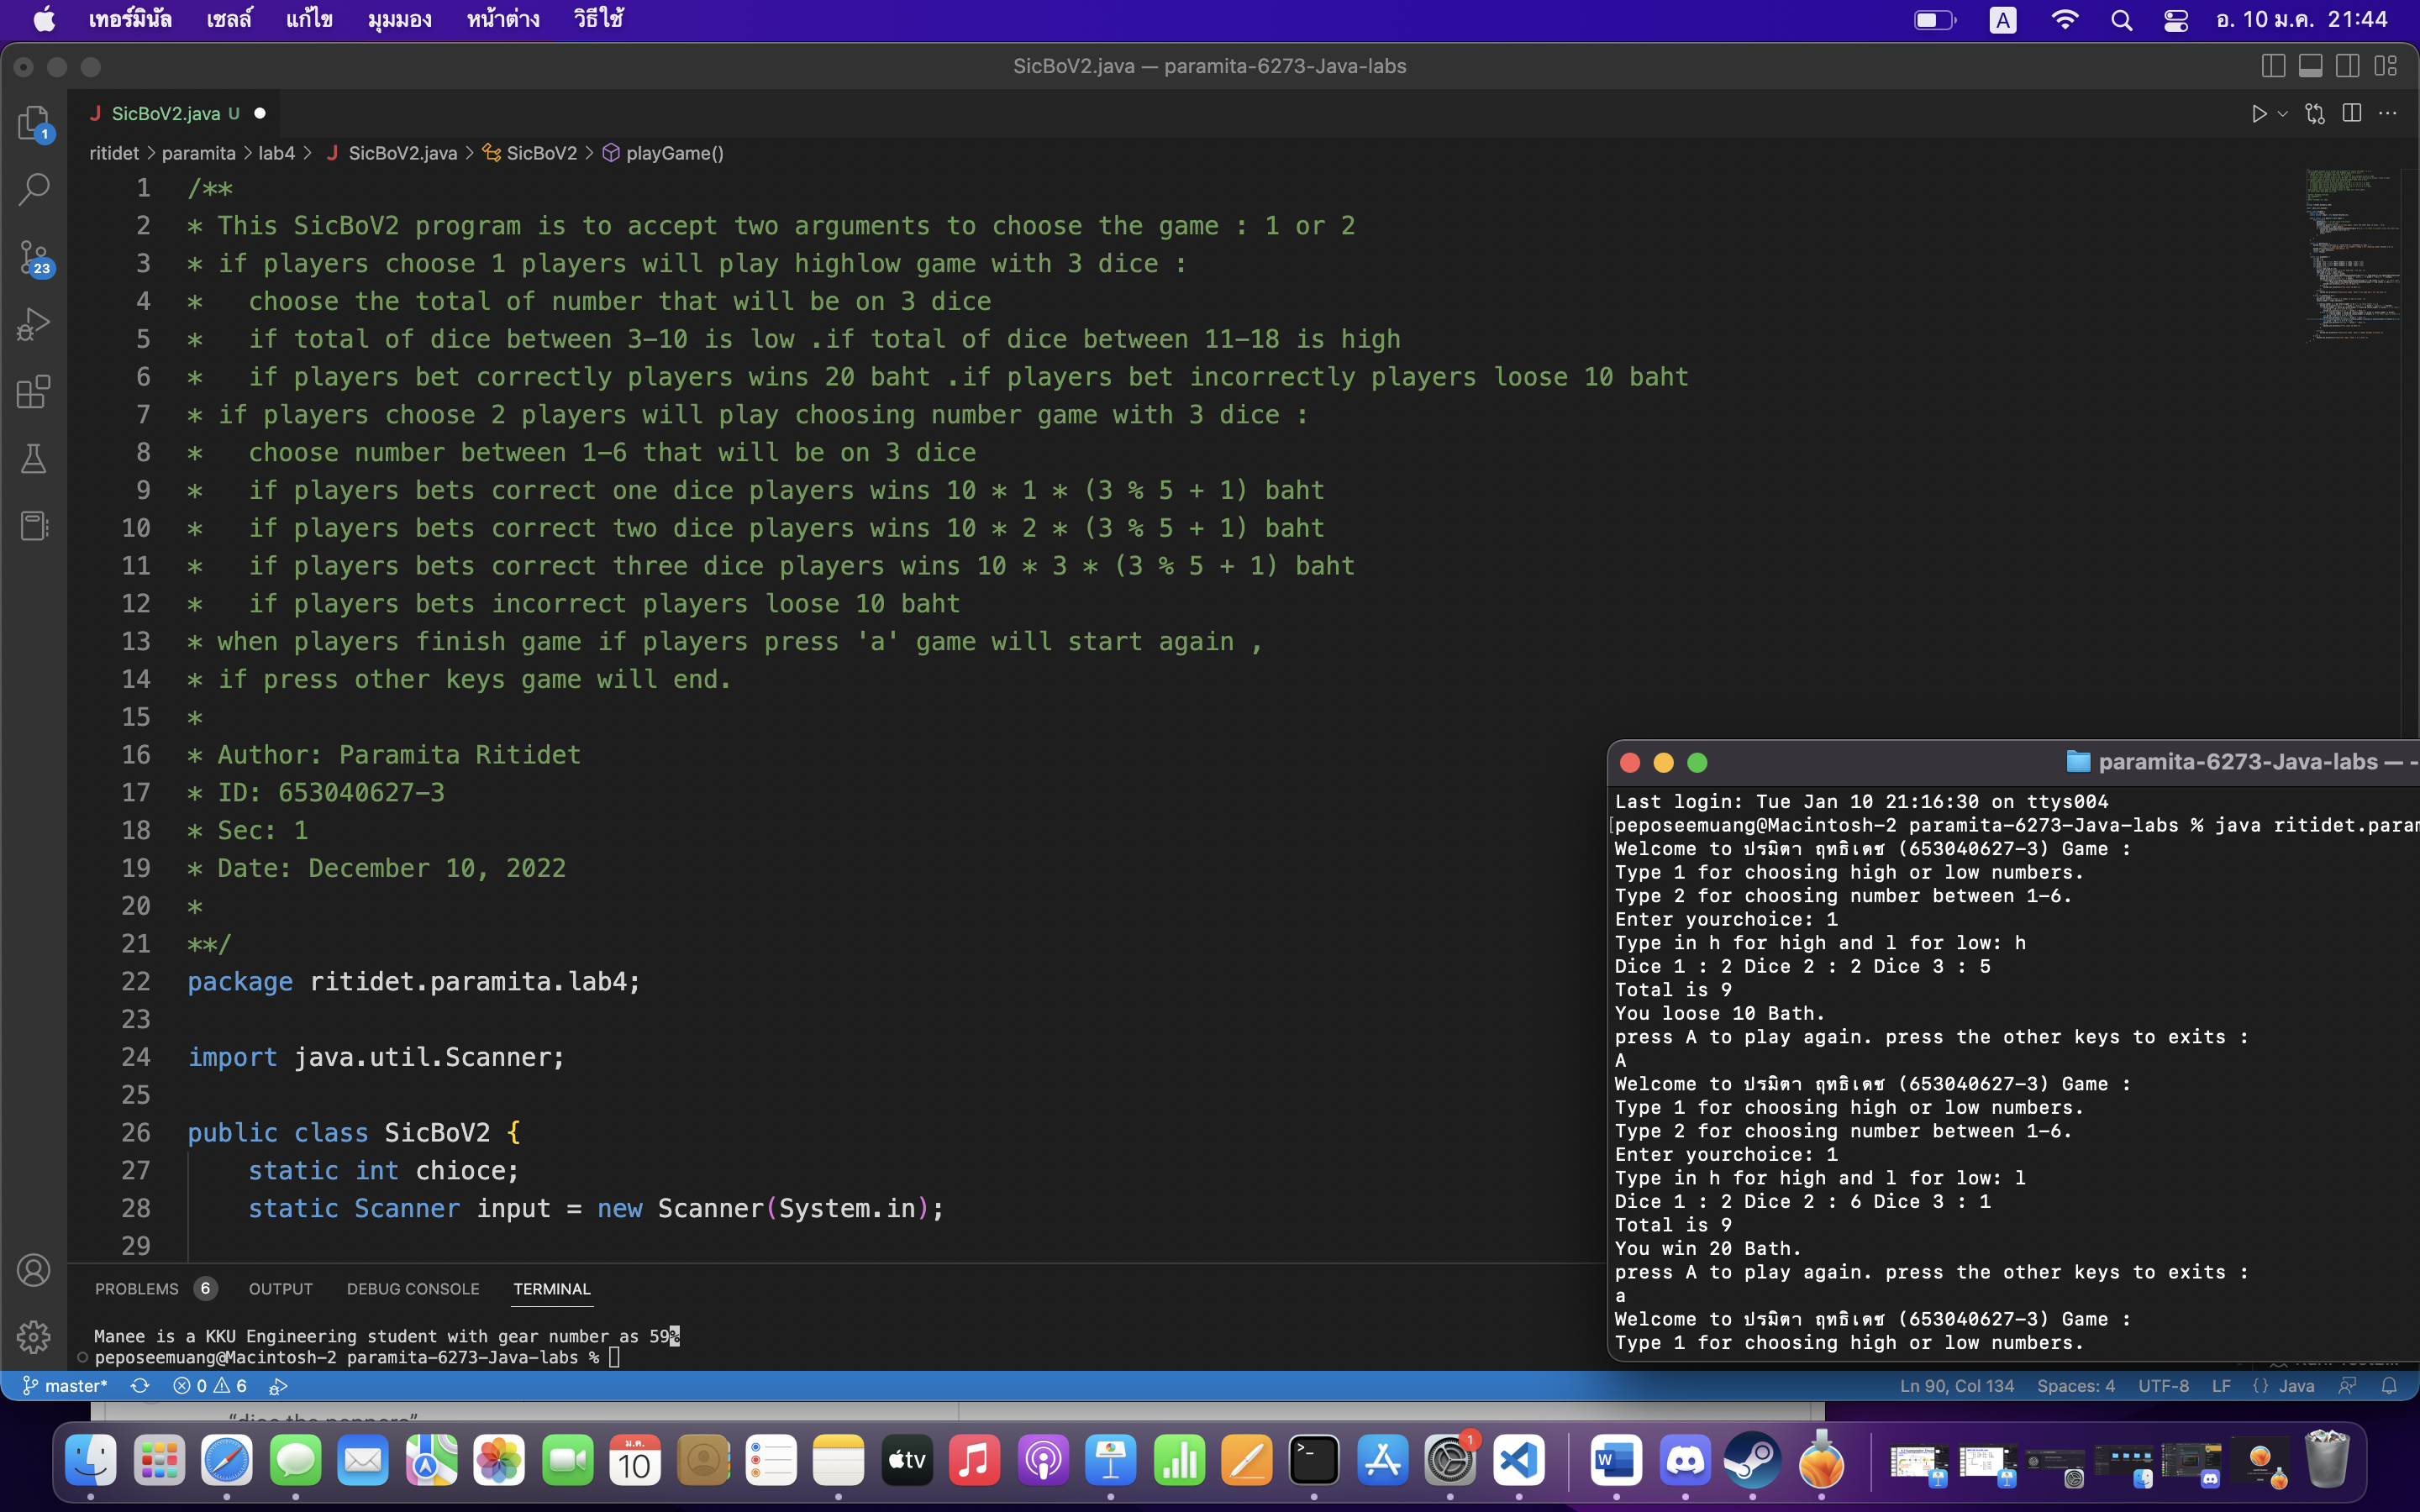 เทอร์มินัล เชลล์ แก้ไข มุมมอง หน้าต่าง วิธีใช้ A อ. 10 ม.ค. 21:44
SicBoV2.java — paramita-6273-Java-labs
J SicBoV2.java U
ritidet > paramita > lab4 > J SicBoV2.java > SicBoV2 > playGame()
1
23
1 /**
2 * This SicBoV2 program is to accept two arguments to choose the game : 1 or 2
3 * if players choose 1 players will play highlow game with 3 dice :
4 *   choose the total of number that will be on 3 dice
5 *   if total of dice between 3-10 is low .if total of dice between 11-18 is high
6 *   if players bet correctly players wins 20 baht .if players bet incorrectly players loose 10 baht
7 * if players choose 2 players will play choosing number game with 3 dice :
8 *   choose number between 1-6 that will be on 3 dice
9 *   if players bets correct one dice players wins 10 * 1 * (3 % 5 + 1) baht
10 *   if players bets correct two dice players wins 10 * 2 * (3 % 5 + 1) baht
11 *   if players bets correct three dice players wins 10 * 3 * (3 % 5 + 1) baht
12 *   if players bets incorrect players loose 10 baht
13 * when players finish game if players press 'a' game will start again ,
14 * if press other keys game will end.
15 *
16 * Author: Paramita Ritidet
17 * ID: 653040627-3
18 * Sec: 1
19 * Date: December 10, 2022
20 *
21 **/
22 package ritidet.paramita.lab4;
23
24 import java.util.Scanner;
25
26 public class SicBoV2 {
27     static int chioce;
28     static Scanner input = new Scanner(System.in);
29
paramita-6273-Java-labs — -
Last login: Tue Jan 10 21:16:30 on ttys004
[peposeemuang@Macintosh-2 paramita-6273-Java-labs % java ritidet.param
Welcome to ปรมิตา ฤทธิเดช (653040627-3) Game :
Type 1 for choosing high or low numbers.
Type 2 for choosing number between 1-6.
Enter yourchoice: 1
Type in h for high and l for low: h
Dice 1 : 2 Dice 2 : 2 Dice 3 : 5
Total is 9
You loose 10 Bath.
press A to play again. press the other keys to exits :
A
Welcome to ปรมิตา ฤทธิเดช (653040627-3) Game :
Type 1 for choosing high or low numbers.
Type 2 for choosing number between 1-6.
Enter yourchoice: 1
Type in h for high and l for low: l
Dice 1 : 2 Dice 2 : 6 Dice 3 : 1
Total is 9
You win 20 Bath.
press A to play again. press the other keys to exits :
a
Welcome to ปรมิตา ฤทธิเดช (653040627-3) Game :
Type 1 for choosing high or low numbers.
PROBLEMS 6 OUTPUT DEBUG CONSOLE TERMINAL
Manee is a KKU Engineering student with gear number as 59%
peposeemuang@Macintosh-2 paramita-6273-Java-labs %
master* 0 6 Ln 90, Col 134 Spaces: 4 UTF-8 LF {} Java
ม.ค.
10
tv
1
W